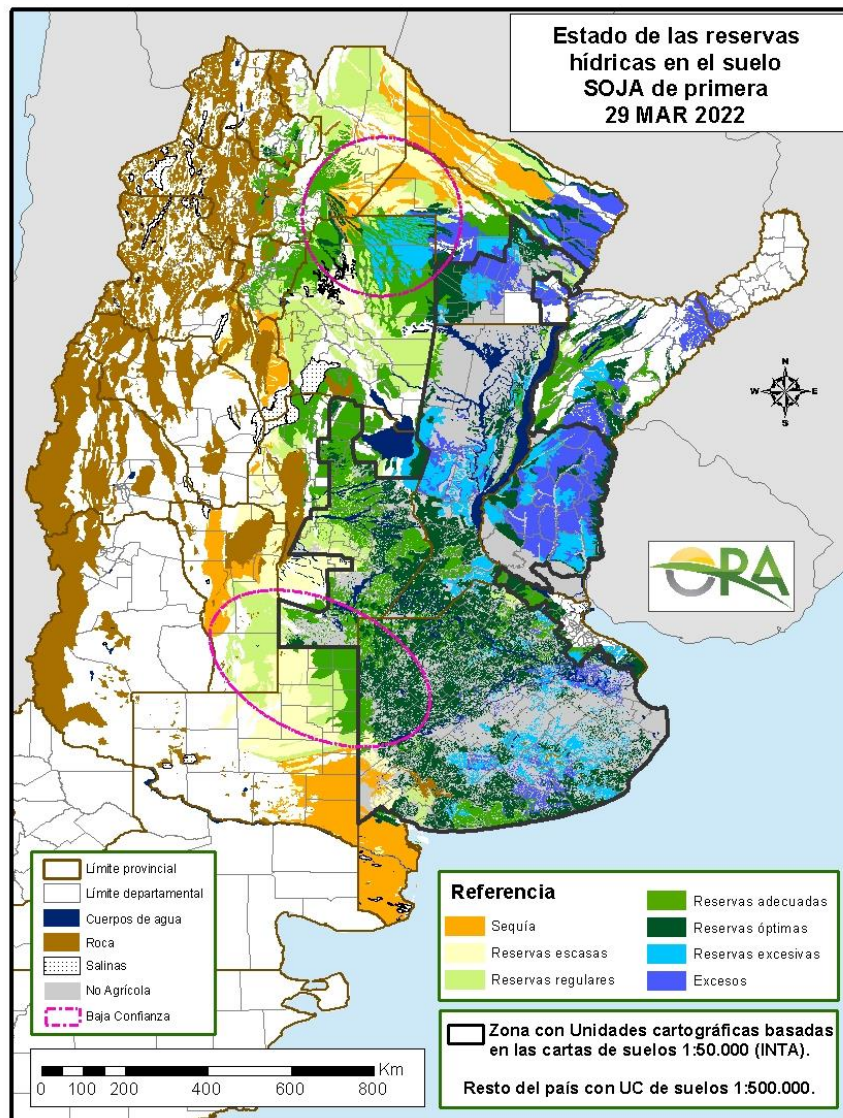 Estado de las reservas
hídricas en el suelo
SOJA de primera
29 MAR 2022
N
W
E
S
ORA
Límite provincial
Límite departamental
Cuerpos de agua
Roca
Salinas
No Agrícola
Baja Confianza
Referencia
Sequía
Reservas escasas
Reservas regulares
Reservas adecuadas
Reservas óptimas
Reservas excesivas
Excesos
Zona con Unidades cartográficas basadas
en las cartas de suelos 1:50.000 (INTA).
Resto del país con UC de suelos 1:500.000.
Km
0 50 100 200 400 600 800